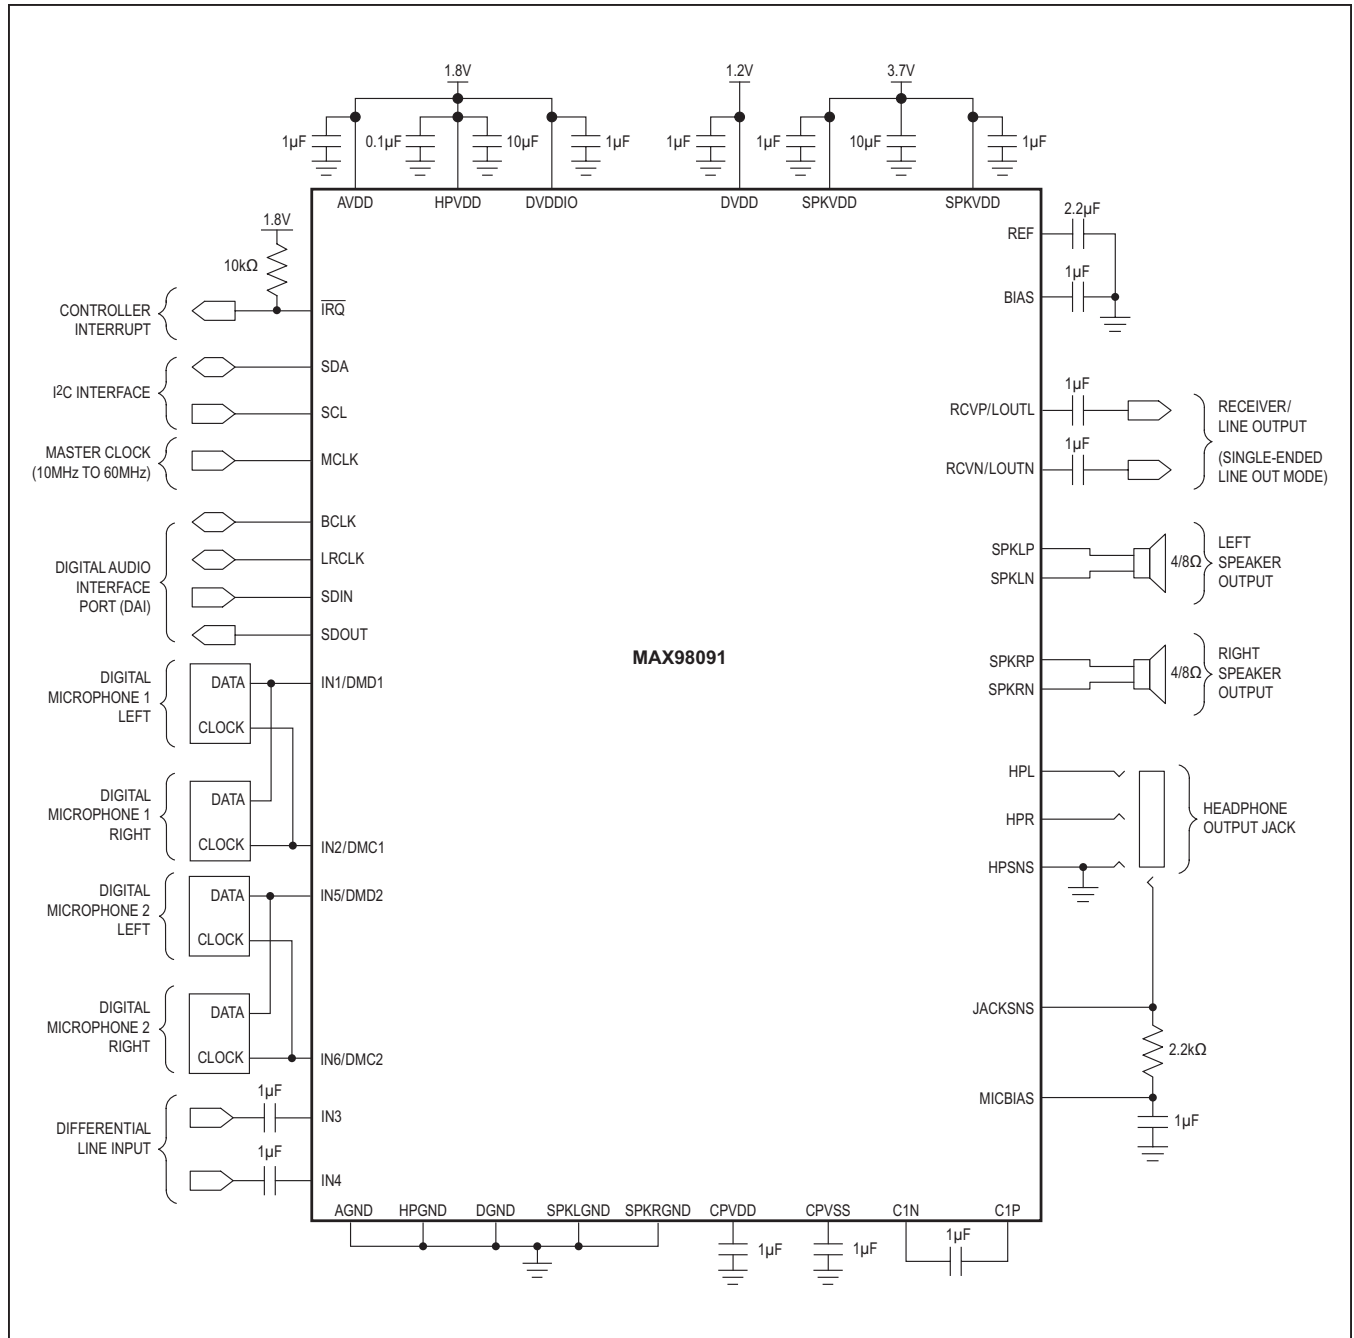 1.8V
1.2V
3.7V
1µF
0.1µF
10µF
1µF
1µF
1µF
10µF
1µF
AVDD
HPVDD
DVDDIO
DVDD
SPKVDD
SPKVDD
1.8V
10kΩ
CONTROLLER
INTERRUPT
IRQ
I2C INTERFACE
SDA
SCL
MASTER CLOCK
(10MHz TO 60MHz)
MCLK
DIGITAL AUDIO
INTERFACE
PORT (DAI)
BCLK
LRCLK
SDIN
SDOUT
DIGITAL
MICROPHONE 1
LEFT
DATA
CLOCK
IN1/DMD1
DIGITAL
MICROPHONE 1
RIGHT
DATA
CLOCK
IN2/DMC1
DIGITAL
MICROPHONE 2
LEFT
DATA
CLOCK
IN5/DMD2
DIGITAL
MICROPHONE 2
RIGHT
DATA
CLOCK
IN6/DMC2
DIFFERENTIAL
LINE INPUT
1µF
IN3
1µF
IN4
MAX98091
REF
2.2µF
BIAS
1µF
RCVP/LOUTL
1µF
RCVN/LOUTN
1µF
RECEIVER/
LINE OUTPUT
(SINGLE-ENDED
LINE OUT MODE)
SPKLP
SPKLN
4/8Ω
LEFT
SPEAKER
OUTPUT
SPKRP
SPKRN
4/8Ω
RIGHT
SPEAKER
OUTPUT
HPL
HPR
HPSNS
HEADPHONE
OUTPUT JACK
JACKSNS
2.2kΩ
MICBIAS
1µF
AGND
HPGND
DGND
SPKLGND
SPKRGND
CPVDD
CPVSS
C1N
C1P
1µF
1µF
1µF